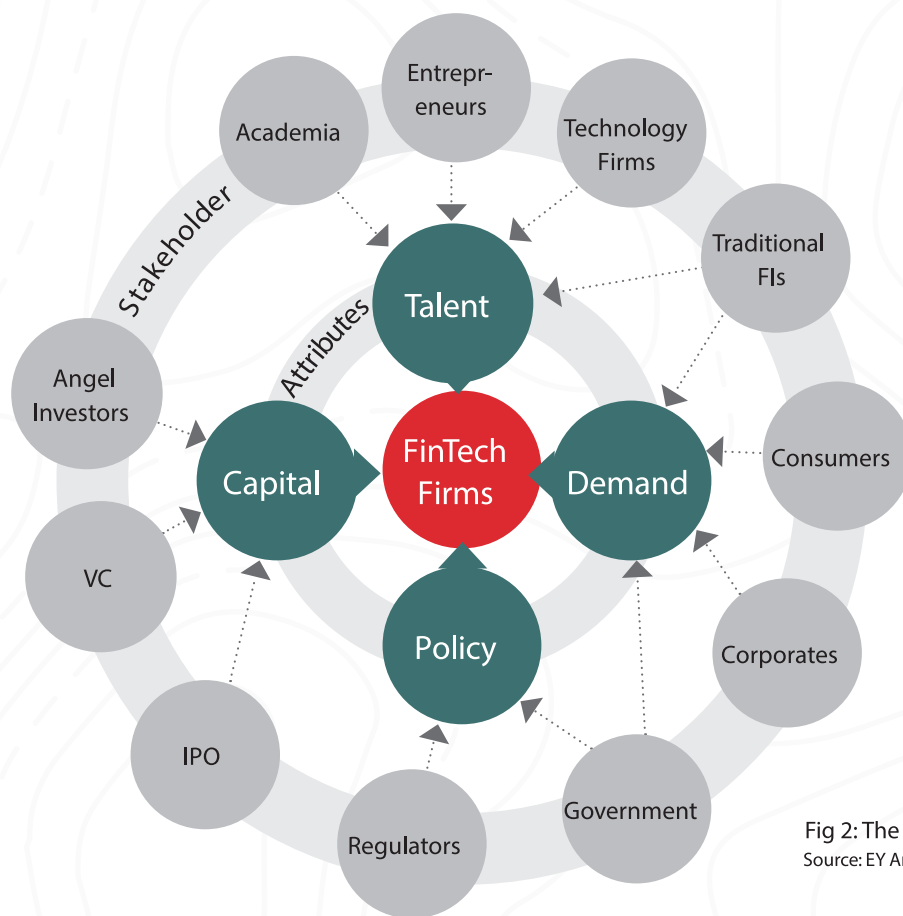 Entrepr-
eneurs
Academia
Technology
Firms
Stakeholder
Traditional
FIs
Talent
Attributes
Angel
Investors
Capital
FinTech
Firms
Demand
Consumers
VC
Policy
Corporates
IPO
Government
Regulators
Fig 2: The
Source: EY